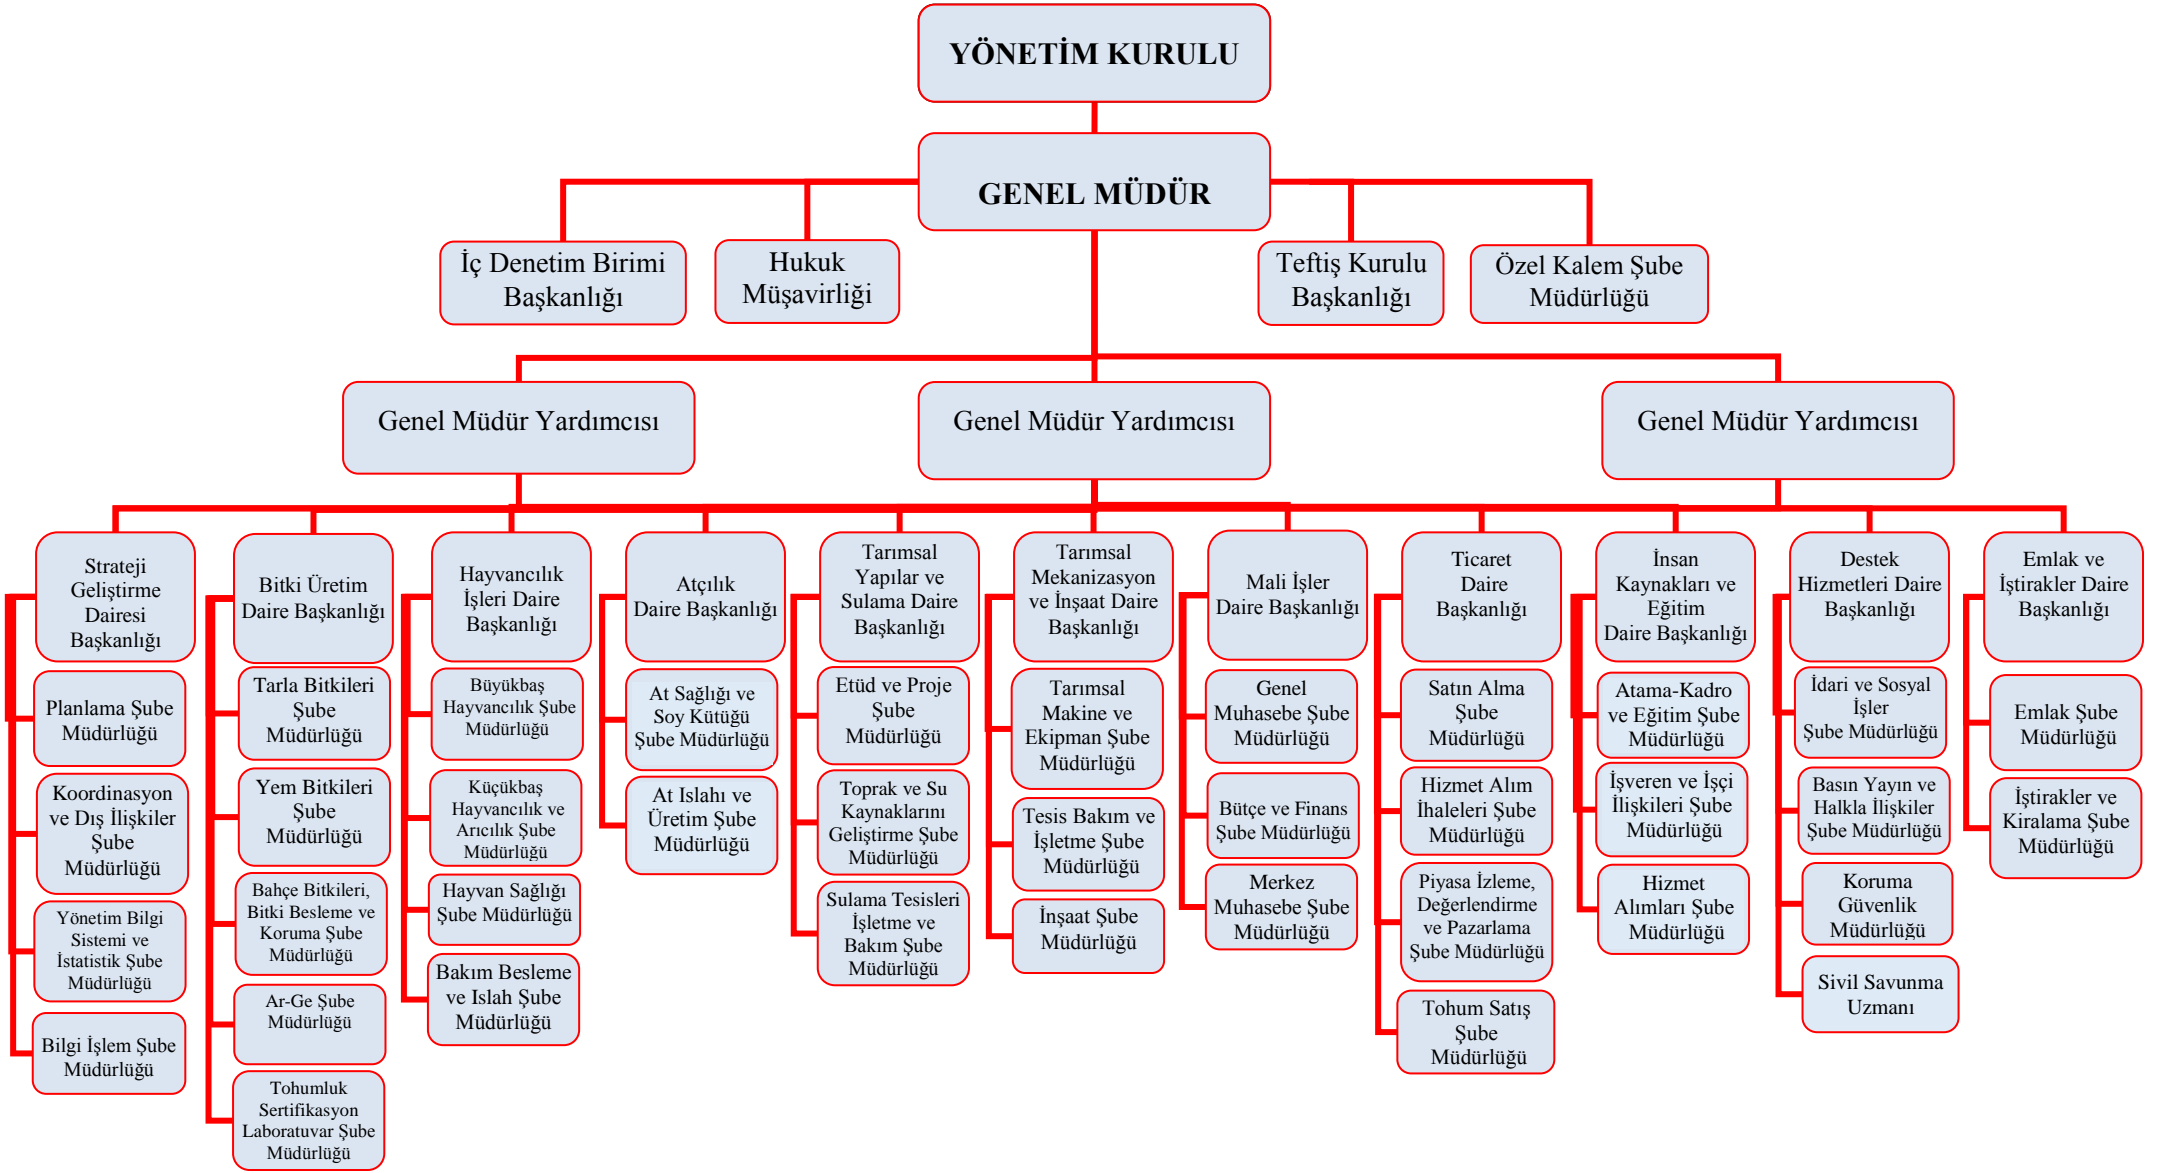 YÖNETİM KURULU
GENEL MÜDÜR
İç Denetim Birimi
Başkanlığı
Hukuk
Müşavirliği
Teftiş Kurulu
Başkanlığı
Özel Kalem Şube
Müdürlüğü
Genel Müdür Yardımcısı
Genel Müdür Yardımcısı
Genel Müdür Yardımcısı
Strateji
Geliştirme
Dairesi
Başkanlığı
Planlama Şube
Müdürlüğü
Koordinasyon
ve Dış İlişkiler
Şube
Müdürlüğü
Yönetim Bilgi
Sistemi ve
İstatistik Şube
Müdürlüğü
Bilgi İşlem Şube
Müdürlüğü
Bitki Üretim
Daire Başkanlığı
Tarla Bitkileri
Şube
Müdürlüğü
Yem Bitkileri
Şube
Müdürlüğü
Bahçe Bitkileri,
Bitki Besleme ve
Koruma Şube
Müdürlüğü
Ar-Ge Şube
Müdürlüğü
Tohumluk
Sertifikasyon
Laboratuvar Şube
Müdürlüğü
Hayvancılık
İşleri Daire
Başkanlığı
Büyükbaş
Hayvancılık Şube
Müdürlüğü
Küçükbaş
Hayvancılık ve
Arıcılık Şube
Müdürlüğü
Hayvan Sağlığı
Şube Müdürlüğü
Bakım Besleme
ve Islah Şube
Müdürlüğü
Atçılık
Daire Başkanlığı
At Sağlığı ve
Soy Kütüğü
Şube Müdürlüğü
At Islahı ve
Üretim Şube
Müdürlüğü
Tarımsal
Yapılar ve
Sulama Daire
Başkanlığı
Etüd ve Proje
Şube
Müdürlüğü
Toprak ve Su
Kaynaklarını
Geliştirme Şube
Müdürlüğü
Sulama Tesisleri
İşletme ve
Bakım Şube
Müdürlüğü
Tarımsal
Mekanizasyon
ve İnşaat Daire
Başkanlığı
Tarımsal
Makine ve
Ekipman Şube
Müdürlüğü
Tesis Bakım ve
İşletme Şube
Müdürlüğü
İnşaat Şube
Müdürlüğü
Mali İşler
Daire Başkanlığı
Genel
Muhasebe Şube
Müdürlüğü
Bütçe ve Finans
Şube Müdürlüğü
Merkez
Muhasebe Şube
Müdürlüğü
Ticaret
Daire
Başkanlığı
Satın Alma
Şube
Müdürlüğü
Hizmet Alım
İhaleleri Şube
Müdürlüğü
Piyasa İzleme,
Değerlendirme
ve Pazarlama
Şube Müdürlüğü
Tohum Satış
Şube
Müdürlüğü
İnsan
Kaynakları ve
Eğitim
Daire Başkanlığı
Atama-Kadro
ve Eğitim Şube
Müdürlüğü
İşveren ve İşçi
İlişkileri Şube
Müdürlüğü
Hizmet
Alımları Şube
Müdürlüğü
Destek
Hizmetleri Daire
Başkanlığı
İdari ve Sosyal
İşler
Şube Müdürlüğü
Basın Yayın ve
Halkla İlişkiler
Şube Müdürlüğü
Koruma
Güvenlik
Müdürlüğü
Sivil Savunma
Uzmanı
Emlak ve
İştirakler Daire
Başkanlığı
Emlak Şube
Müdürlüğü
İştirakler ve
Kiralama Şube
Müdürlüğü